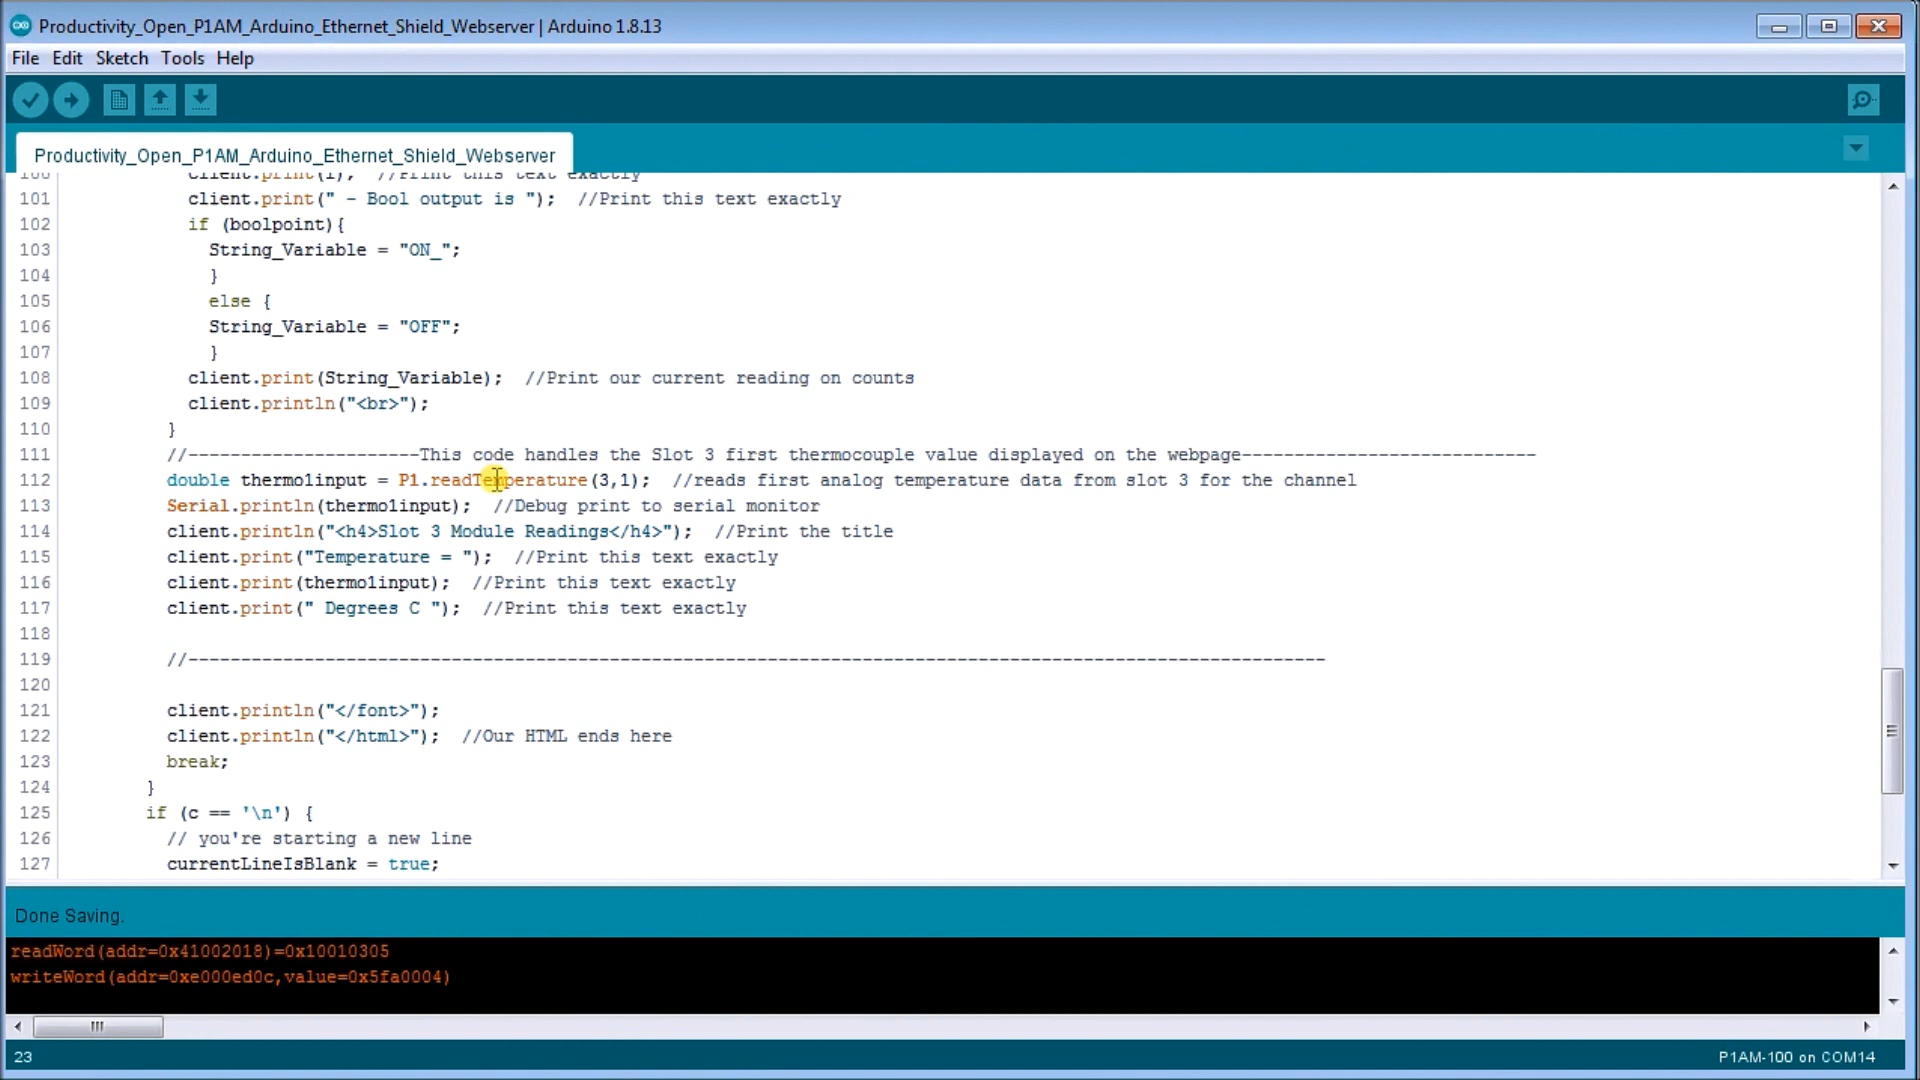 Productivity_Open_P1AM_Arduino_Ethernet_Shield_Webserver | Arduino 1.8.13
File Edit Sketch Tools Help
Productivity_Open_P1AM_Arduino_Ethernet_Shield_Webserver
100 client.print(i); //Print this text exactly
101 client.print(" - Bool output is "); //Print this text exactly
102 if (boolpoint){
103 String_Variable = "ON_";
104 }
105 else {
106 String_Variable = "OFF";
107 }
108 client.print(String_Variable); //Print our current reading on counts
109 client.println("<br>");
110 }
111 //----------------------This code handles the Slot 3 first thermocouple value displayed on the webpage----------------------------
112 double thermo1input = P1.readTemperature(3,1); //reads first analog temperature data from slot 3 for the channel
113 Serial.println(thermo1input); //Debug print to serial monitor
114 client.println("<h4>Slot 3 Module Readings</h4>"); //Print the title
115 client.print("Temperature = "); //Print this text exactly
116 client.print(thermo1input); //Print this text exactly
117 client.print(" Degrees C "); //Print this text exactly
118
119 //------------------------------------------------------------------------------------------------------------
120
121 client.println("</font>");
122 client.println("</html>"); //Our HTML ends here
123 break;
124 }
125 if (c == '\n') {
126 // you're starting a new line
127 currentLineIsBlank = true;
Done Saving.
readWord(addr=0x41002018)=0x10010305
writeWord(addr=0xe000ed0c,value=0x5fa0004)
23 P1AM-100 on COM14